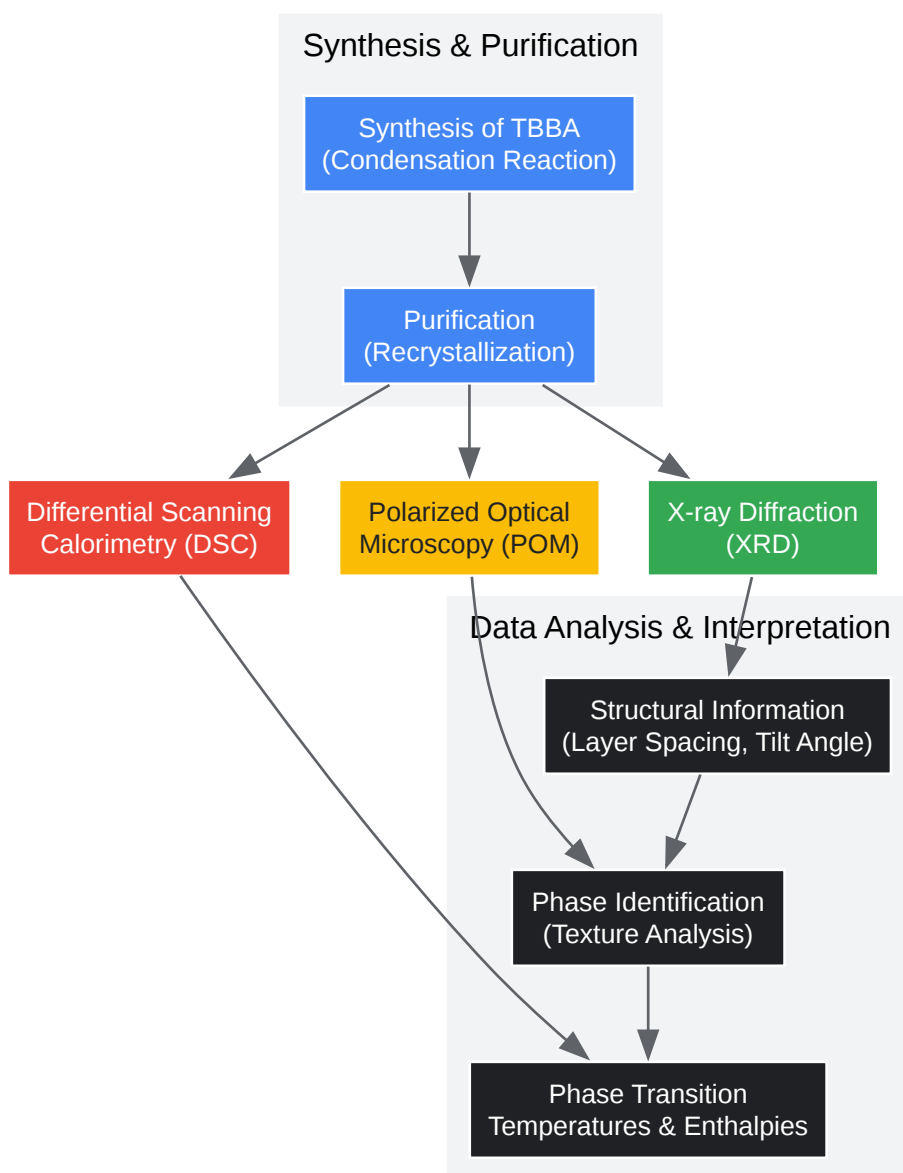 Synthesis & Purification
Synthesis of TBBA
(Condensation Reaction)
Purification
(Recrystallization)
Differential Scanning
Calorimetry (DSC)
Polarized Optical
Microscopy (POM)
X-ray Diffraction
(XRD)
Data Analysis & Interpretation
Structural Information
(Layer Spacing, Tilt Angle)
Phase Identification
(Texture Analysis)
Phase Transition
Temperatures & Enthalpies